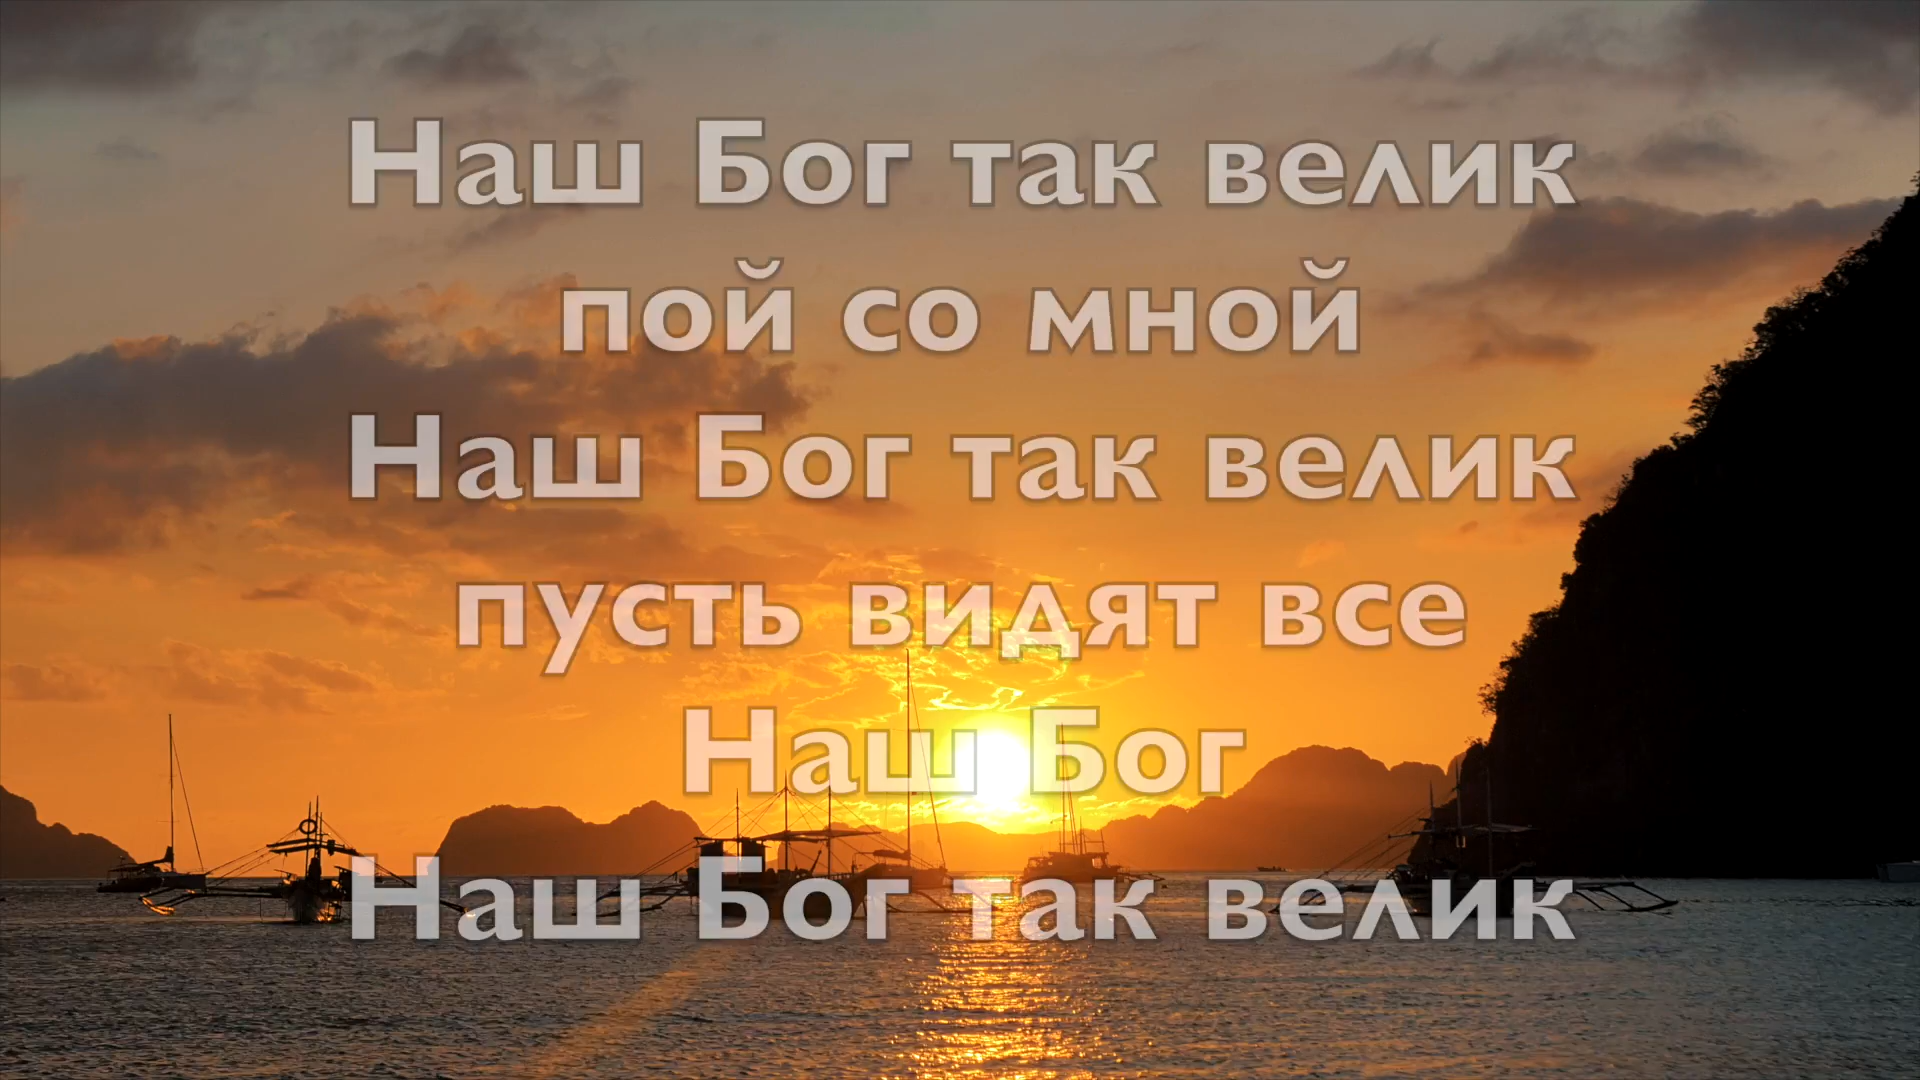 Наш Бог так велик
пой со мной
Наш Бог так велик
пусть видят все
Наш Бог
Наш Бог так велик